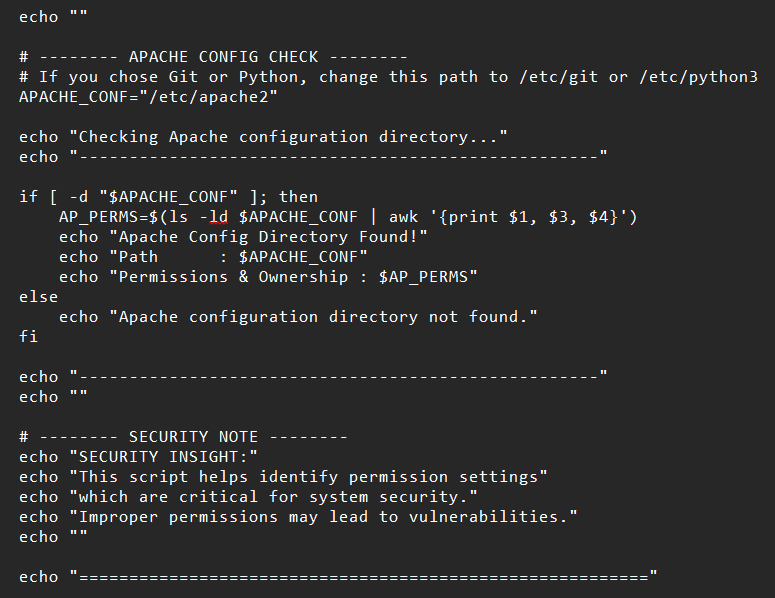 echo ""
# -------- APACHE CONFIG CHECK --------
# If you chose Git or Python, change this path to /etc/git or /etc/python3
APACHE_CONF="/etc/apache2"
echo "Checking Apache configuration directory..."
echo "----------------------------------------------------"
if [ -d "$APACHE_CONF" ]; then
    AP_PERMS=$(ls -ld $APACHE_CONF | awk '{print $1, $3, $4}')
    echo "Apache Config Directory Found!"
    echo "Path      : $APACHE_CONF"
    echo "Permissions & Ownership : $AP_PERMS"
else
    echo "Apache configuration directory not found."
fi
echo "----------------------------------------------------"
echo ""
# -------- SECURITY NOTE --------
echo "SECURITY INSIGHT:"
echo "This script helps identify permission settings"
echo "which are critical for system security."
echo "Improper permissions may lead to vulnerabilities."
echo ""
echo "========================================================="